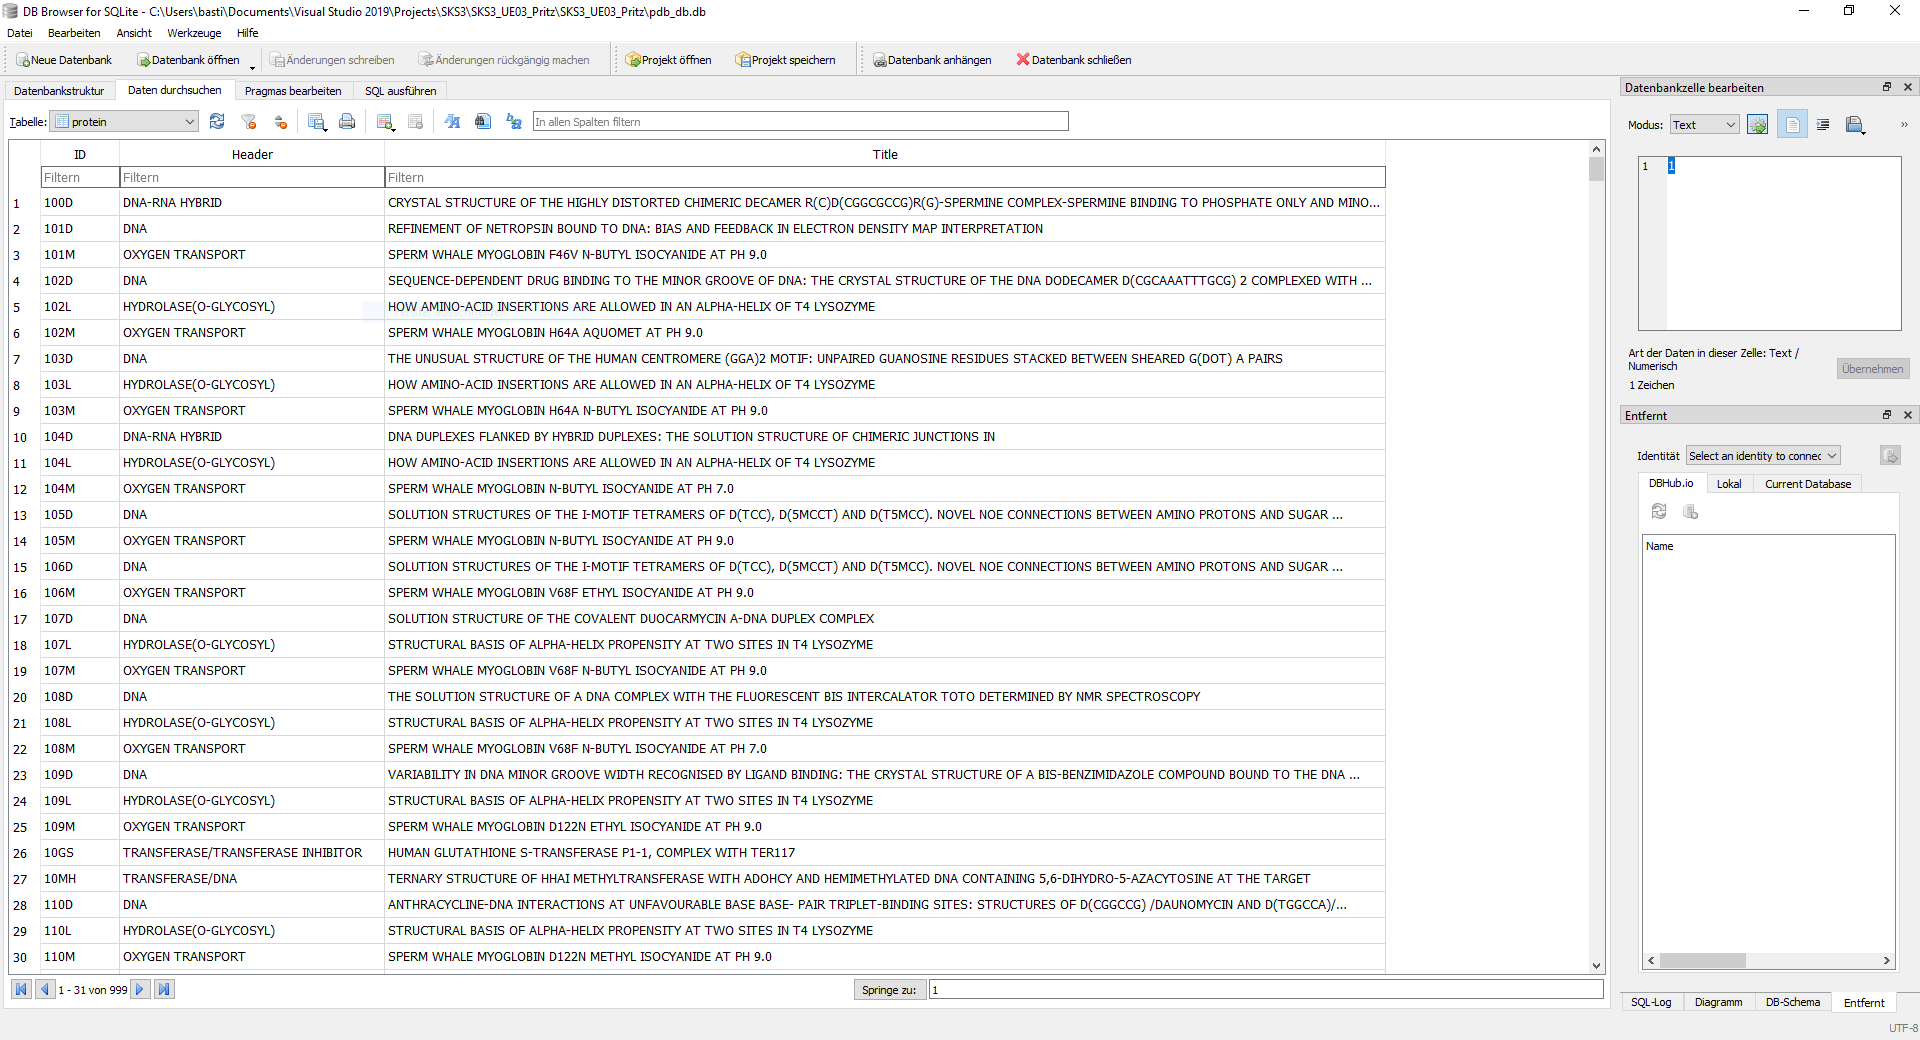 DB Browser for SQLite - C:\Users\basti\Documents\Visual Studio 2019\Projects\SKS3\SKS3_UE03_Pritz\SKS3_UE03_Pritz\pdb_db.db
Datei Bearbeiten Ansicht Werkzeuge Hilfe
Neue Datenbank Datenbank öffnen Änderungen schreiben Änderungen rückgängig machen Projekt öffnen Projekt speichern Datenbank anhängen Datenbank schließen
Datenbankstruktur Daten durchsuchen Pragmas bearbeiten SQL ausführen
Tabelle: protein In allen Spalten filtern
ID Header Title
Filtern Filtern Filtern
1 100D DNA-RNA HYBRID CRYSTAL STRUCTURE OF THE HIGHLY DISTORTED CHIMERIC DECAMER R(C)D(CGGCGCCG)R(G)-SPERMINE COMPLEX-SPERMINE BINDING TO PHOSPHATE ONLY AND MINO...
2 101D DNA REFINEMENT OF NETROPSIN BOUND TO DNA: BIAS AND FEEDBACK IN ELECTRON DENSITY MAP INTERPRETATION
3 101M OXYGEN TRANSPORT SPERM WHALE MYOGLOBIN F46V N-BUTYL ISOCYANIDE AT PH 9.0
4 102D DNA SEQUENCE-DEPENDENT DRUG BINDING TO THE MINOR GROOVE OF DNA: THE CRYSTAL STRUCTURE OF THE DNA DODECAMER D(CGCAAATTTGCG) 2 COMPLEXED WITH ...
5 102L HYDROLASE(O-GLYCOSYL) HOW AMINO-ACID INSERTIONS ARE ALLOWED IN AN ALPHA-HELIX OF T4 LYSOZYME
6 102M OXYGEN TRANSPORT SPERM WHALE MYOGLOBIN H64A AQUOMET AT PH 9.0
7 103D DNA THE UNUSUAL STRUCTURE OF THE HUMAN CENTROMERE (GGA)2 MOTIF: UNPAIRED GUANOSINE RESIDUES STACKED BETWEEN SHEARED G(DOT) A PAIRS
8 103L HYDROLASE(O-GLYCOSYL) HOW AMINO-ACID INSERTIONS ARE ALLOWED IN AN ALPHA-HELIX OF T4 LYSOZYME
9 103M OXYGEN TRANSPORT SPERM WHALE MYOGLOBIN H64A N-BUTYL ISOCYANIDE AT PH 9.0
10 104D DNA-RNA HYBRID DNA DUPLEXES FLANKED BY HYBRID DUPLEXES: THE SOLUTION STRUCTURE OF CHIMERIC JUNCTIONS IN
11 104L HYDROLASE(O-GLYCOSYL) HOW AMINO-ACID INSERTIONS ARE ALLOWED IN AN ALPHA-HELIX OF T4 LYSOZYME
12 104M OXYGEN TRANSPORT SPERM WHALE MYOGLOBIN N-BUTYL ISOCYANIDE AT PH 7.0
13 105D DNA SOLUTION STRUCTURES OF THE I-MOTIF TETRAMERS OF D(TCC), D(5MCCT) AND D(T5MCC). NOVEL NOE CONNECTIONS BETWEEN AMINO PROTONS AND SUGAR ...
14 105M OXYGEN TRANSPORT SPERM WHALE MYOGLOBIN N-BUTYL ISOCYANIDE AT PH 9.0
15 106D DNA SOLUTION STRUCTURES OF THE I-MOTIF TETRAMERS OF D(TCC), D(5MCCT) AND D(T5MCC). NOVEL NOE CONNECTIONS BETWEEN AMINO PROTONS AND SUGAR ...
16 106M OXYGEN TRANSPORT SPERM WHALE MYOGLOBIN V68F ETHYL ISOCYANIDE AT PH 9.0
17 107D DNA SOLUTION STRUCTURE OF THE COVALENT DUOCARMYCIN A-DNA DUPLEX COMPLEX
18 107L HYDROLASE(O-GLYCOSYL) STRUCTURAL BASIS OF ALPHA-HELIX PROPENSITY AT TWO SITES IN T4 LYSOZYME
19 107M OXYGEN TRANSPORT SPERM WHALE MYOGLOBIN V68F N-BUTYL ISOCYANIDE AT PH 9.0
20 108D DNA THE SOLUTION STRUCTURE OF A DNA COMPLEX WITH THE FLUORESCENT BIS INTERCALATOR TOTO DETERMINED BY NMR SPECTROSCOPY
21 108L HYDROLASE(O-GLYCOSYL) STRUCTURAL BASIS OF ALPHA-HELIX PROPENSITY AT TWO SITES IN T4 LYSOZYME
22 108M OXYGEN TRANSPORT SPERM WHALE MYOGLOBIN V68F N-BUTYL ISOCYANIDE AT PH 7.0
23 109D DNA VARIABILITY IN DNA MINOR GROOVE WIDTH RECOGNISED BY LIGAND BINDING: THE CRYSTAL STRUCTURE OF A BIS-BENZIMIDAZOLE COMPOUND BOUND TO THE DNA ...
24 109L HYDROLASE(O-GLYCOSYL) STRUCTURAL BASIS OF ALPHA-HELIX PROPENSITY AT TWO SITES IN T4 LYSOZYME
25 109M OXYGEN TRANSPORT SPERM WHALE MYOGLOBIN D122N ETHYL ISOCYANIDE AT PH 9.0
26 10GS TRANSFERASE/TRANSFERASE INHIBITOR HUMAN GLUTATHIONE S-TRANSFERASE P1-1, COMPLEX WITH TER117
27 10MH TRANSFERASE/DNA TERNARY STRUCTURE OF HHAI METHYLTRANSFERASE WITH ADOHCY AND HEMIMETHYLATED DNA CONTAINING 5,6-DIHYDRO-5-AZACYTOSINE AT THE TARGET
28 110D DNA ANTHRACYCLINE-DNA INTERACTIONS AT UNFAVOURABLE BASE BASE- PAIR TRIPLET-BINDING SITES: STRUCTURES OF D(CGGCCG) /DAUNOMYCIN AND D(TGGCCA)/...
29 110L HYDROLASE(O-GLYCOSYL) STRUCTURAL BASIS OF ALPHA-HELIX PROPENSITY AT TWO SITES IN T4 LYSOZYME
30 110M OXYGEN TRANSPORT SPERM WHALE MYOGLOBIN D122N METHYL ISOCYANIDE AT PH 9.0
1 - 31 von 999 Springe zu: 1
Datenbankzelle bearbeiten
Modus: Text
1 1
Art der Daten in dieser Zelle: Text /
Numerisch
1 Zeichen
Übernehmen
Entfernt
Identität Select an identity to connec
DBHub.io Lokal Current Database
Name
SQL-Log Diagramm DB-Schema Entfernt
UTF-8